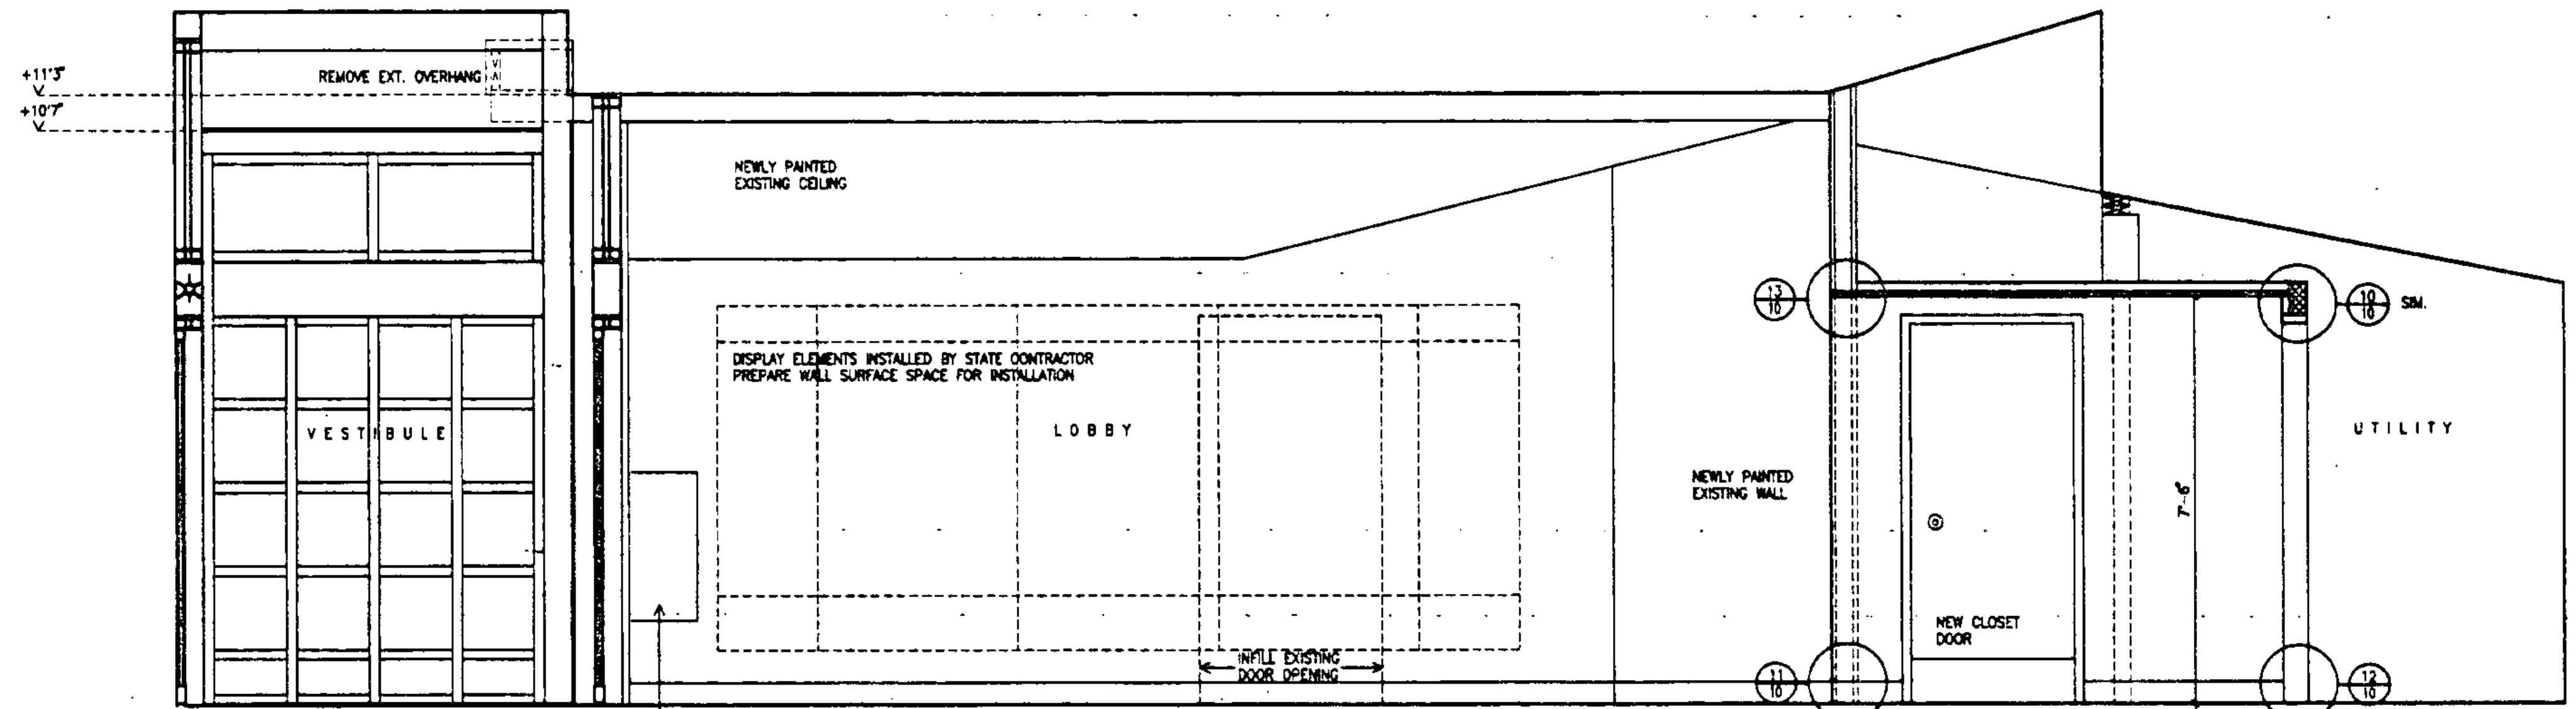 +11'3"
+10'7"
REMOVE EXT. OVERHANG
NEWLY PAINTED
EXISTING CEILING
DISPLAY ELEMENTS INSTALLED BY STATE CONTRACTOR
PREPARE WALL SURFACE SPACE FOR INSTALLATION
VESTIBULE
LOBBY
NEWLY PAINTED
EXISTING WALL
INFILL EXISTING
DOOR OPENING
13
10
10
10
SIM.
UTILITY
7'-6"
NEW CLOSET
DOOR
11
10
12
10